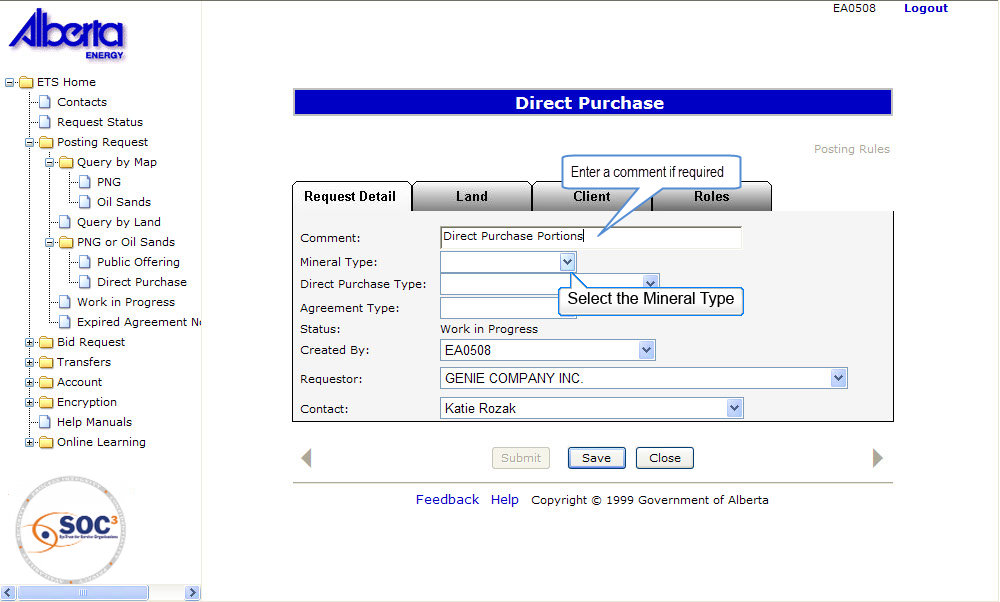 EA0508 Logout
Alberta
ENERGY
ETS Home
Contacts
Request Status
Posting Request
Query by Map
PNG
Oil Sands
Query by Land
PNG or Oil Sands
Public Offering
Direct Purchase
Work in Progress
Expired Agreement No
Bid Request
Transfers
Account
Encryption
Help Manuals
Online Learning
SOC3
SysTrust for Service Organizations
Direct Purchase
Posting Rules
Enter a comment if required
Request Detail Land Client Roles
Comment: Direct Purchase Portions
Mineral Type:
Direct Purchase Type:
Select the Mineral Type
Agreement Type:
Status: Work in Progress
Created By: EA0508
Requestor: GENIE COMPANY INC.
Contact: Katie Rozak
Submit Save Close
Feedback Help Copyright © 1999 Government of Alberta